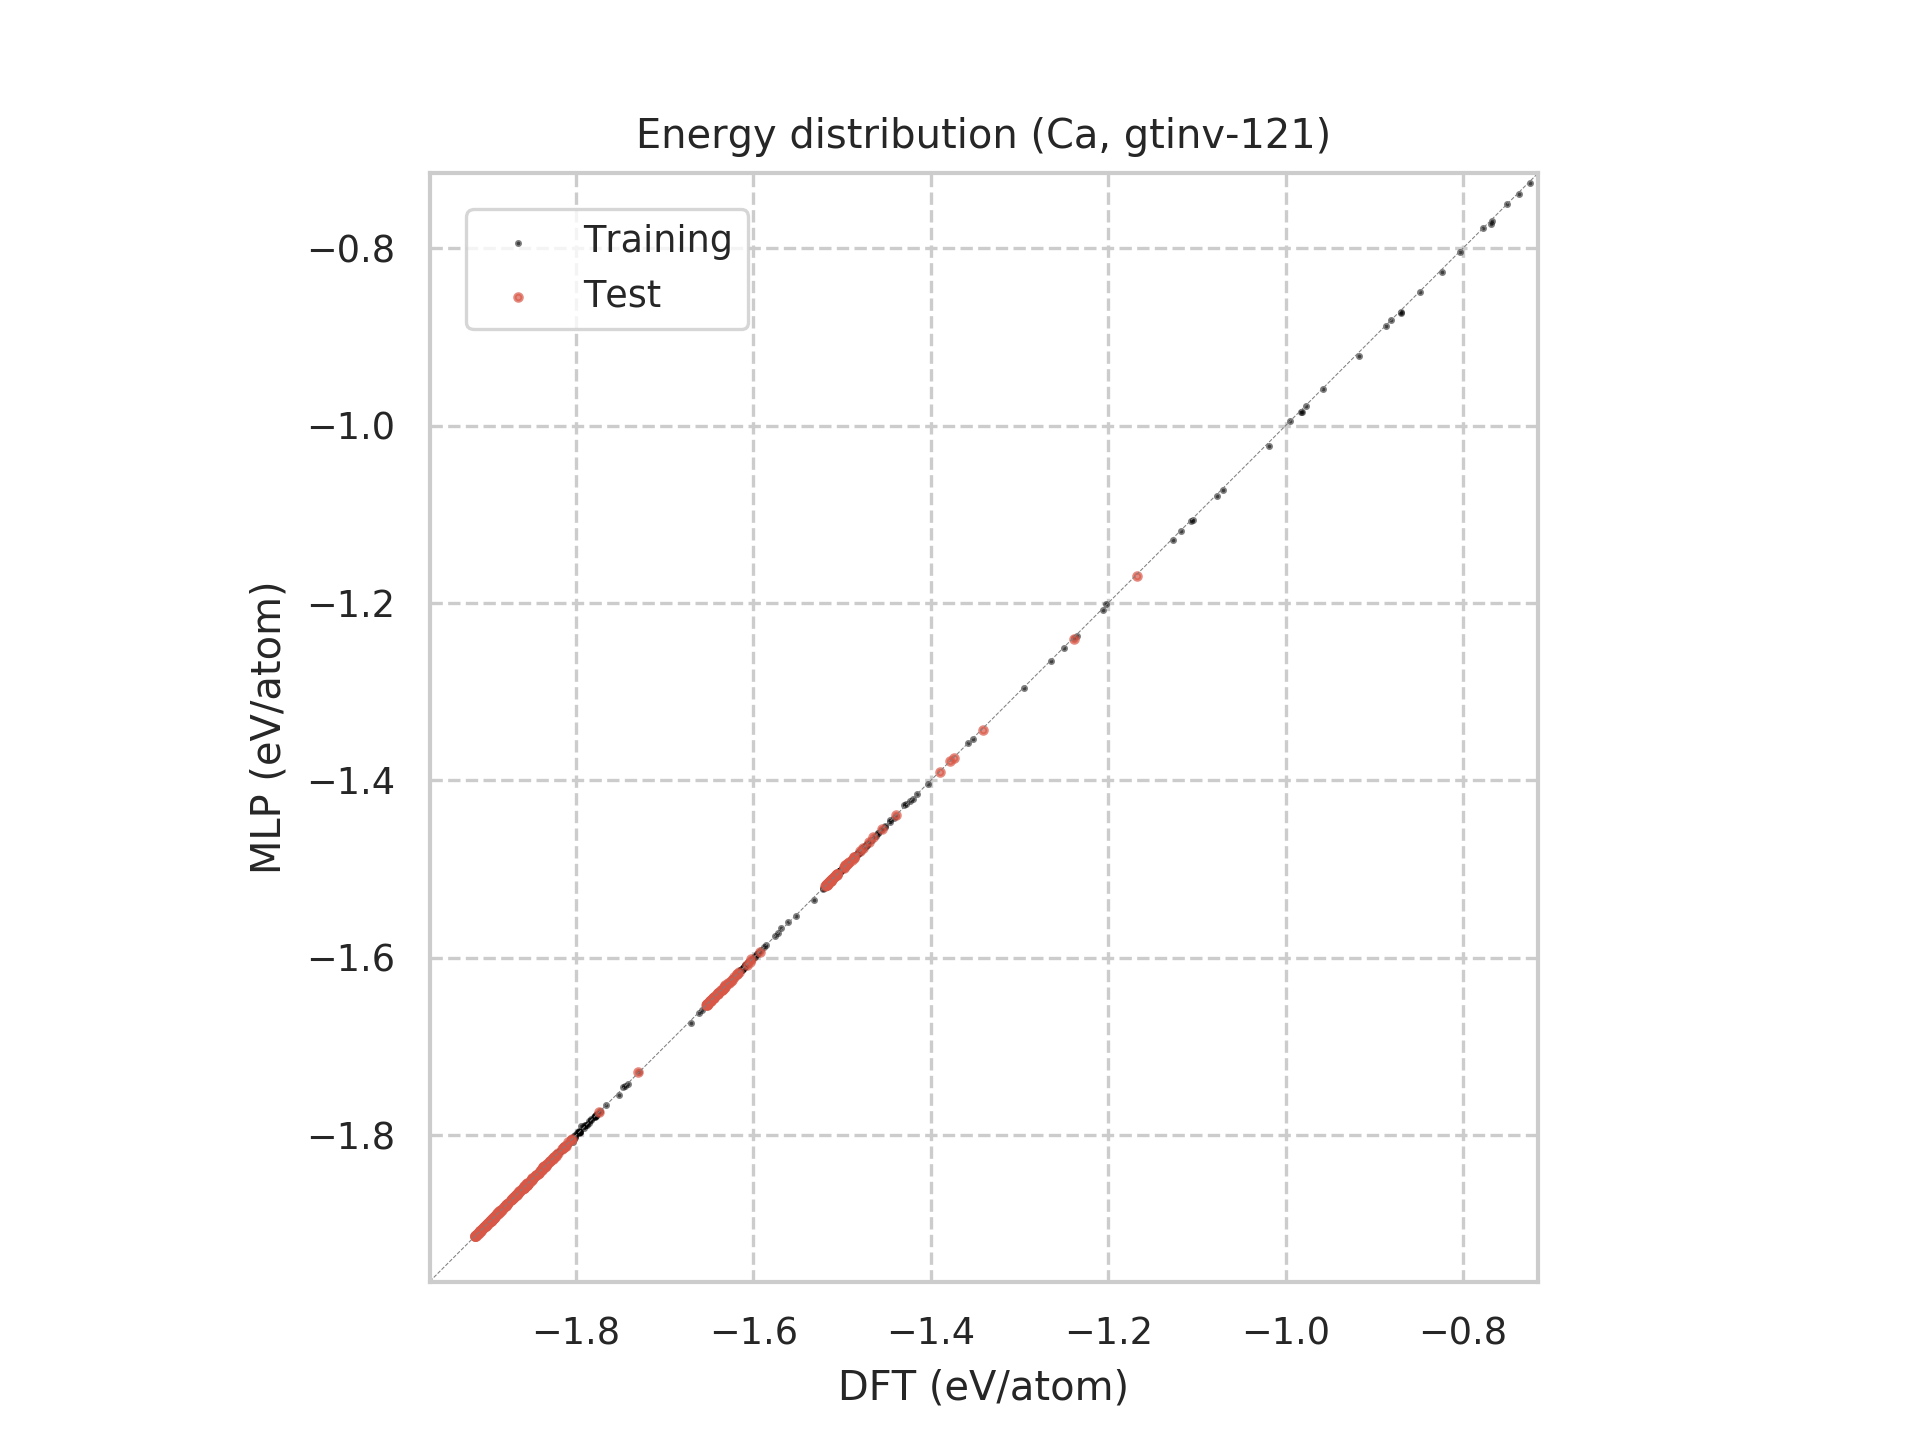 Energy distribution (Ca, gtinv-121)
Training
Test
−0.8
−1.0
−1.2
−1.4
−1.6
−1.8
MLP (eV/atom)
−1.8 −1.6 −1.4 −1.2 −1.0 −0.8
DFT (eV/atom)